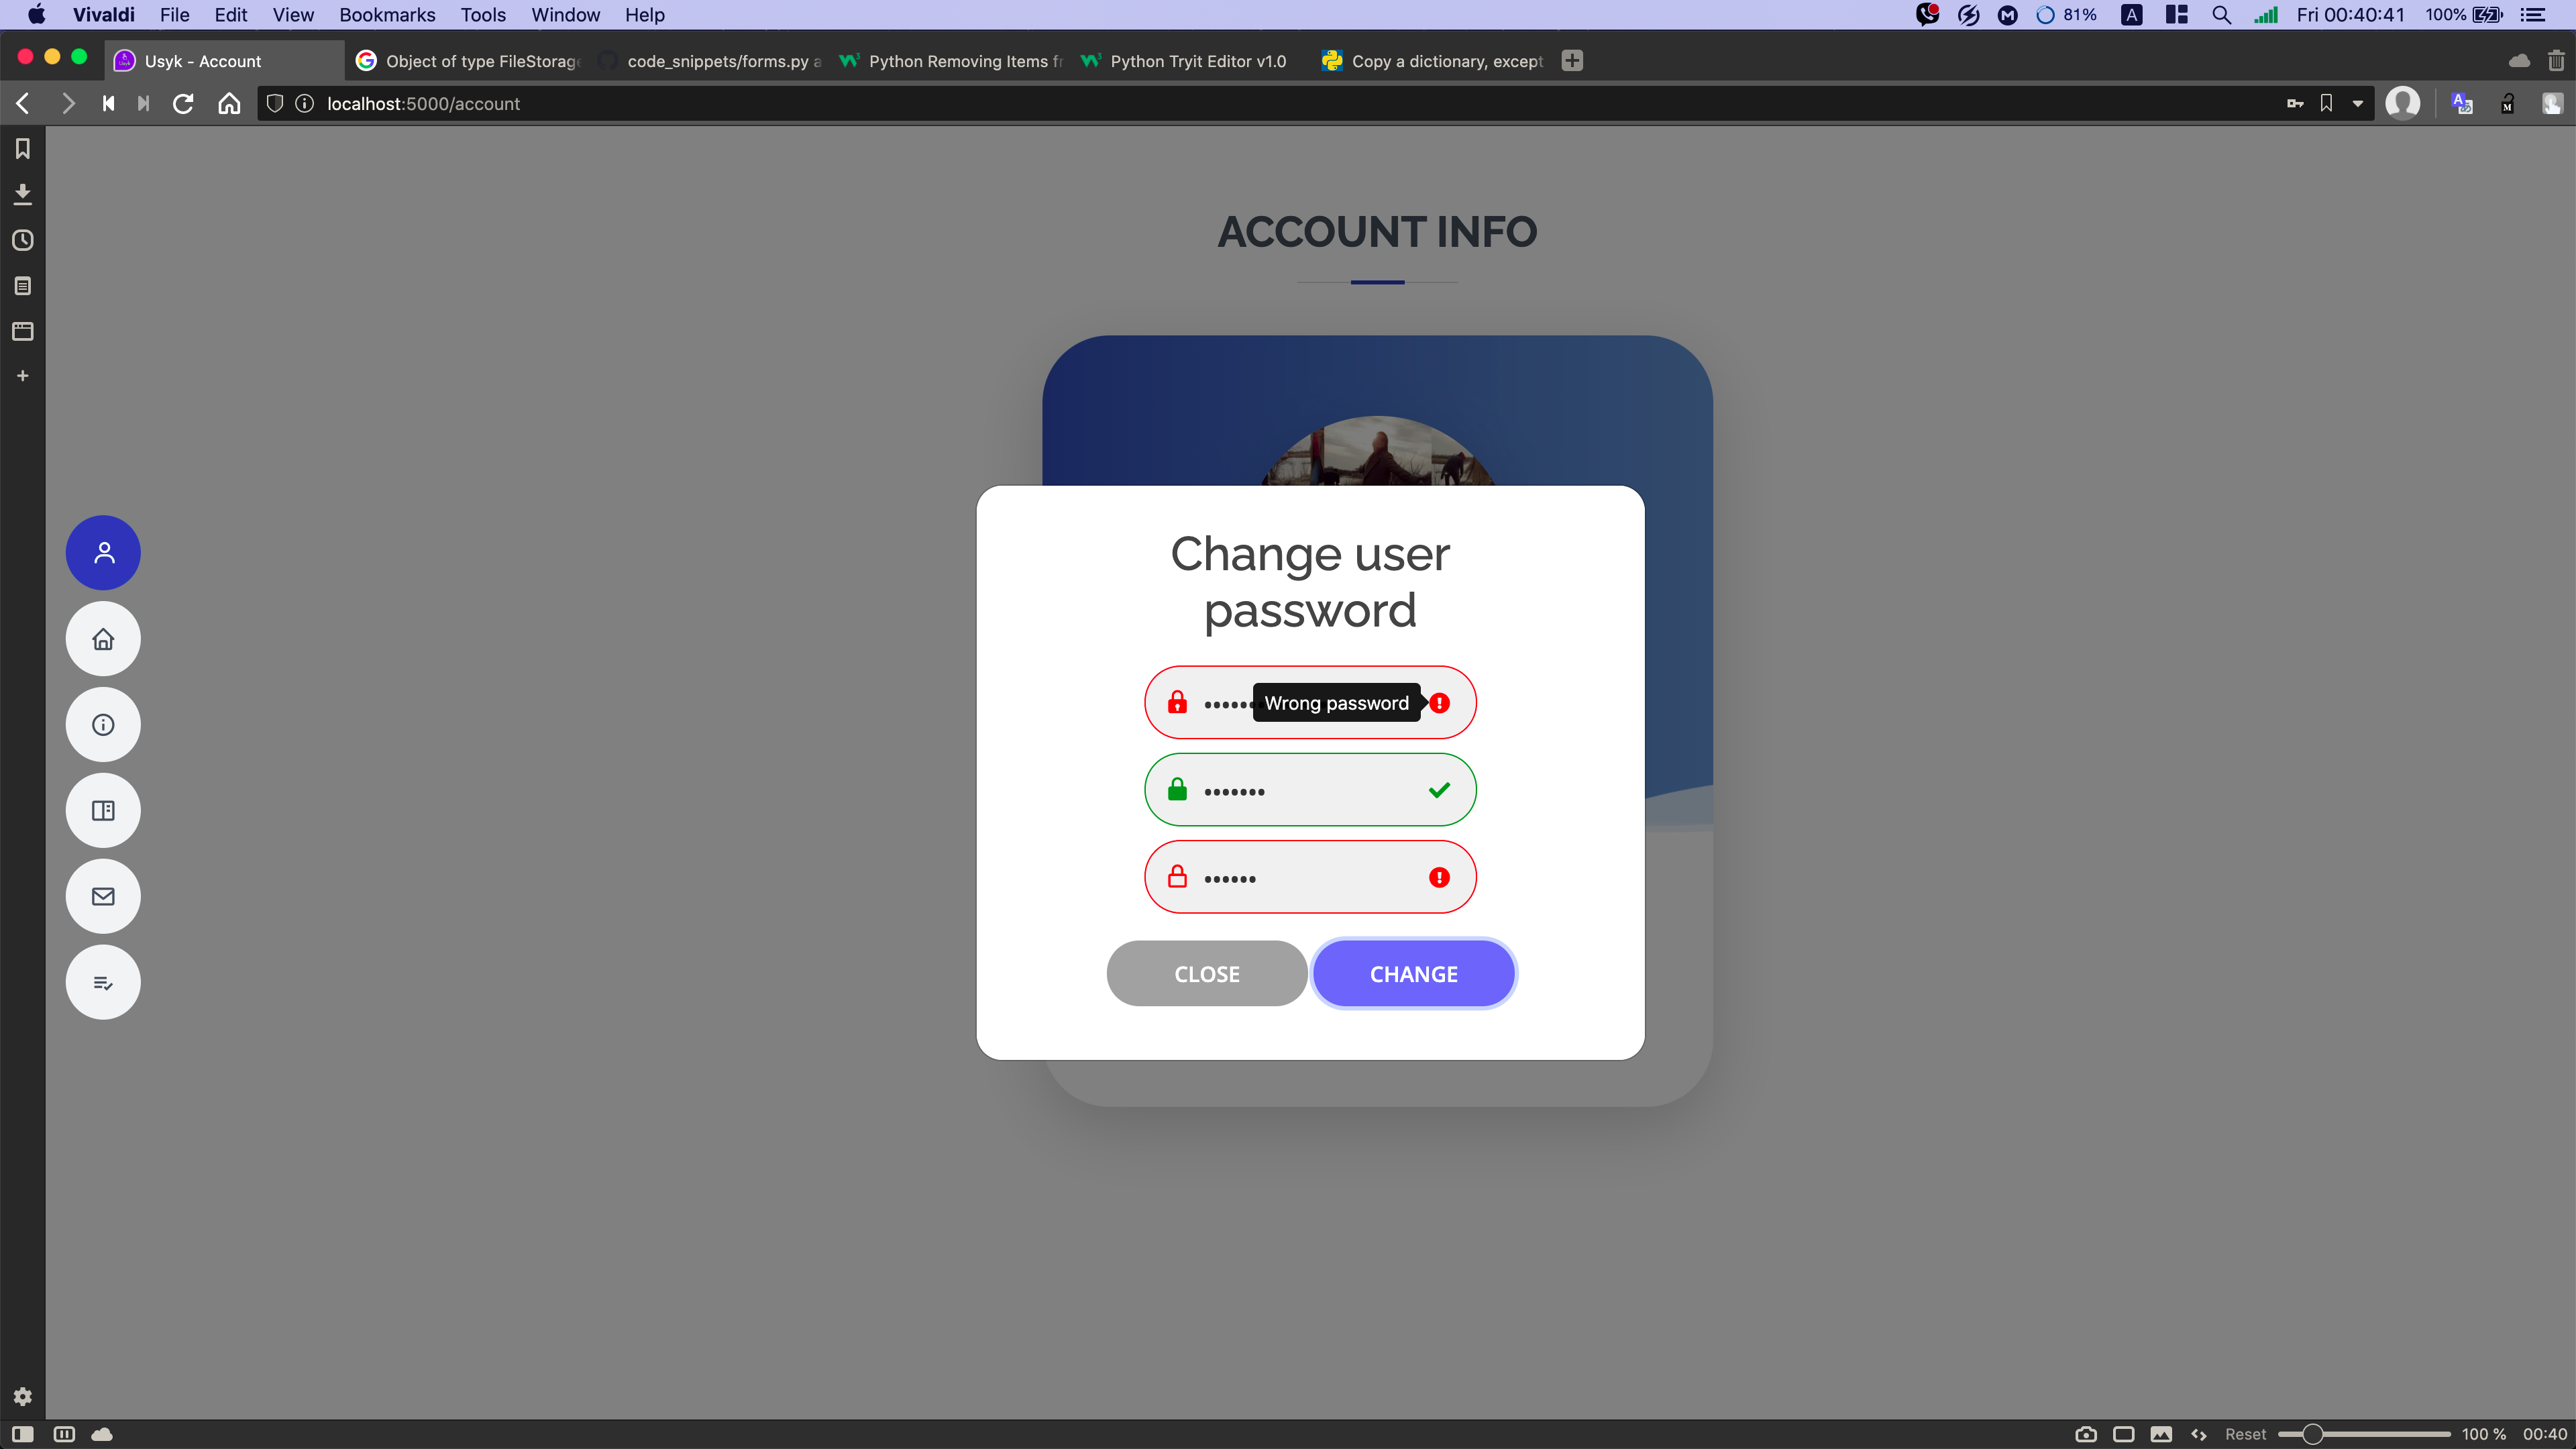 Vivaldi File Edit View Bookmarks Tools Window Help 81% A Fri 00:40:41 100%
Usyk - Account Object of type FileStorage code_snippets/forms.py a Python Removing Items fr Python Tryit Editor v1.0 Copy a dictionary, except
localhost:5000/account
ACCOUNT INFO
Change user
password
Wrong password
CLOSE CHANGE
Reset 100 % 00:40